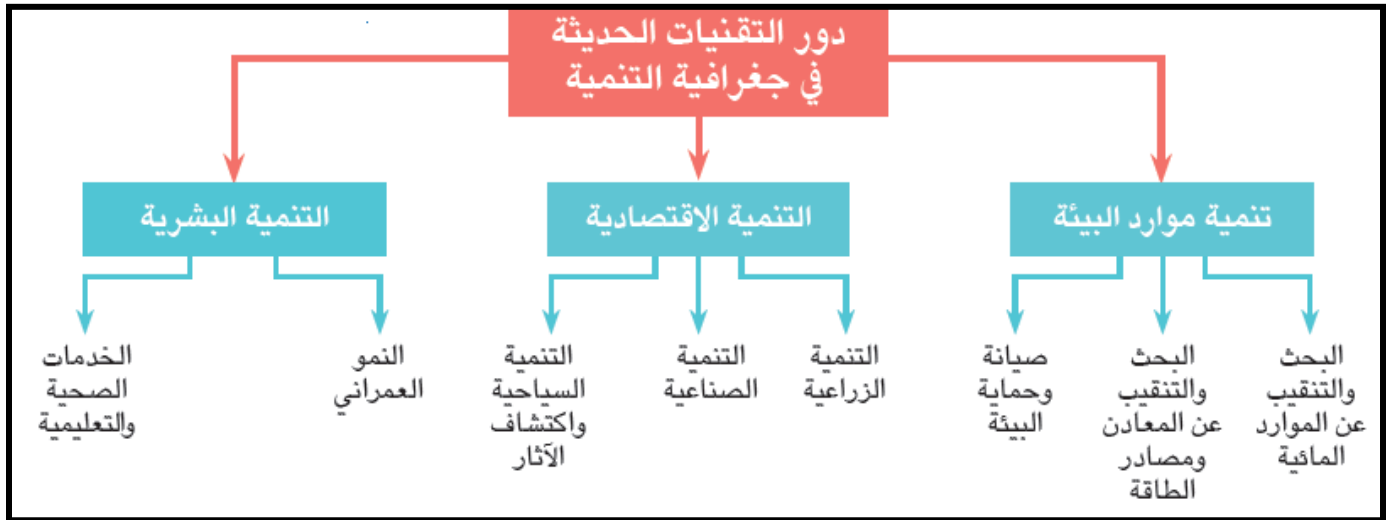 دور التقنيات الحديثة
في جغرافية التنمية
تنمية موارد البيئة
التنمية الاقتصادية
التنمية البشرية
البحث
والتنقيب
عن الموارد
المائية
البحث
والتنقيب
عن المعادن
ومصادر
الطاقة
صيانة
وحماية
البيئة
التنمية
الزراعية
التنمية
الصناعية
التنمية
السياحية
واكتشاف
الآثار
النمو
العمراني
الخدمات
الصحية
والتعليمية